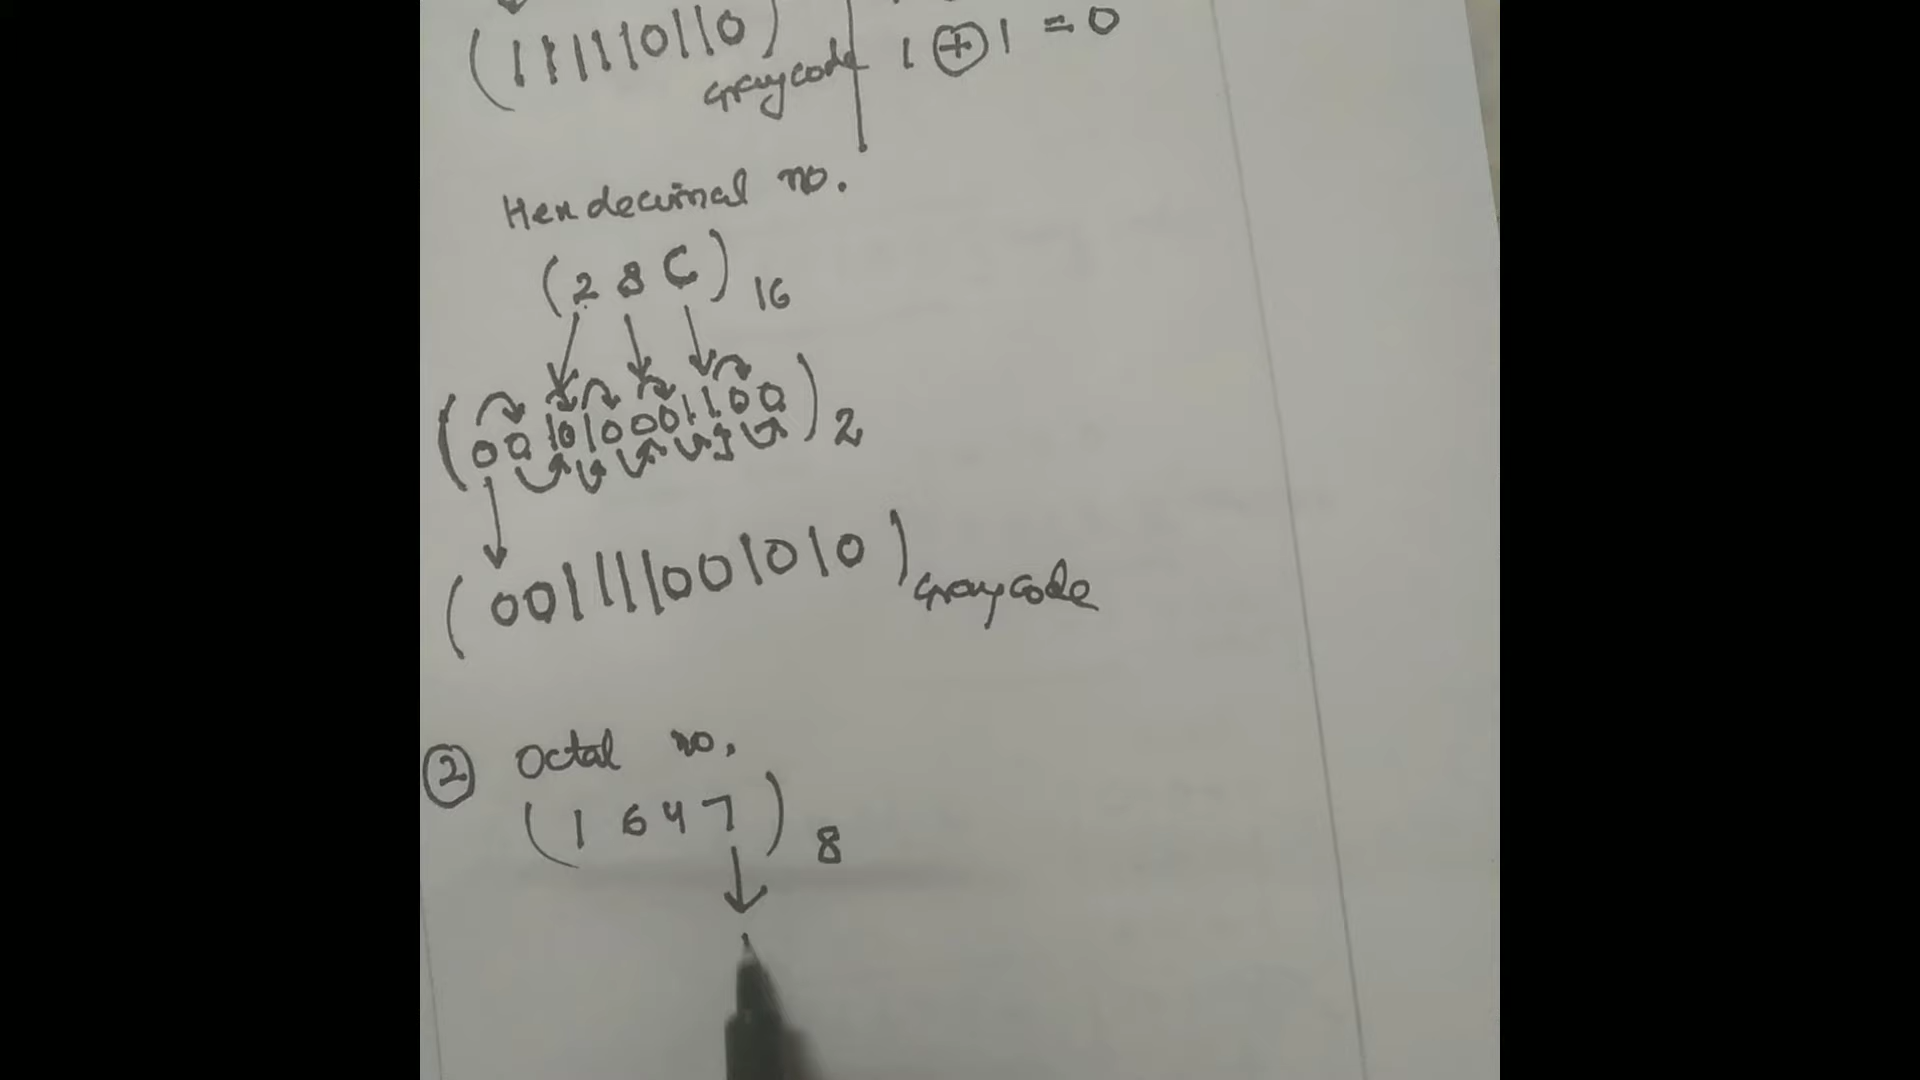 (111110110)graycode
1 ⊕ 1 = 0
Hexdecimal no.
(28C)16
(001010001100)2
(001111001010)graycode
② Octal no.
(1647)8